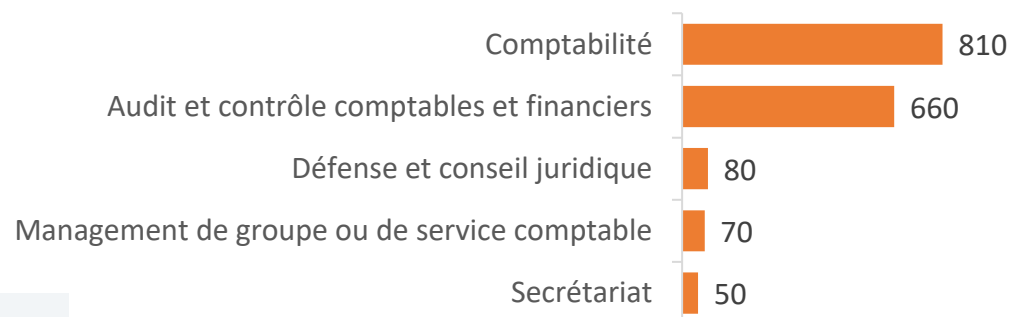 Comptabilité 810
Audit et contrôle comptables et financiers 660
Défense et conseil juridique 80
Management de groupe ou de service comptable 70
Secrétariat 50